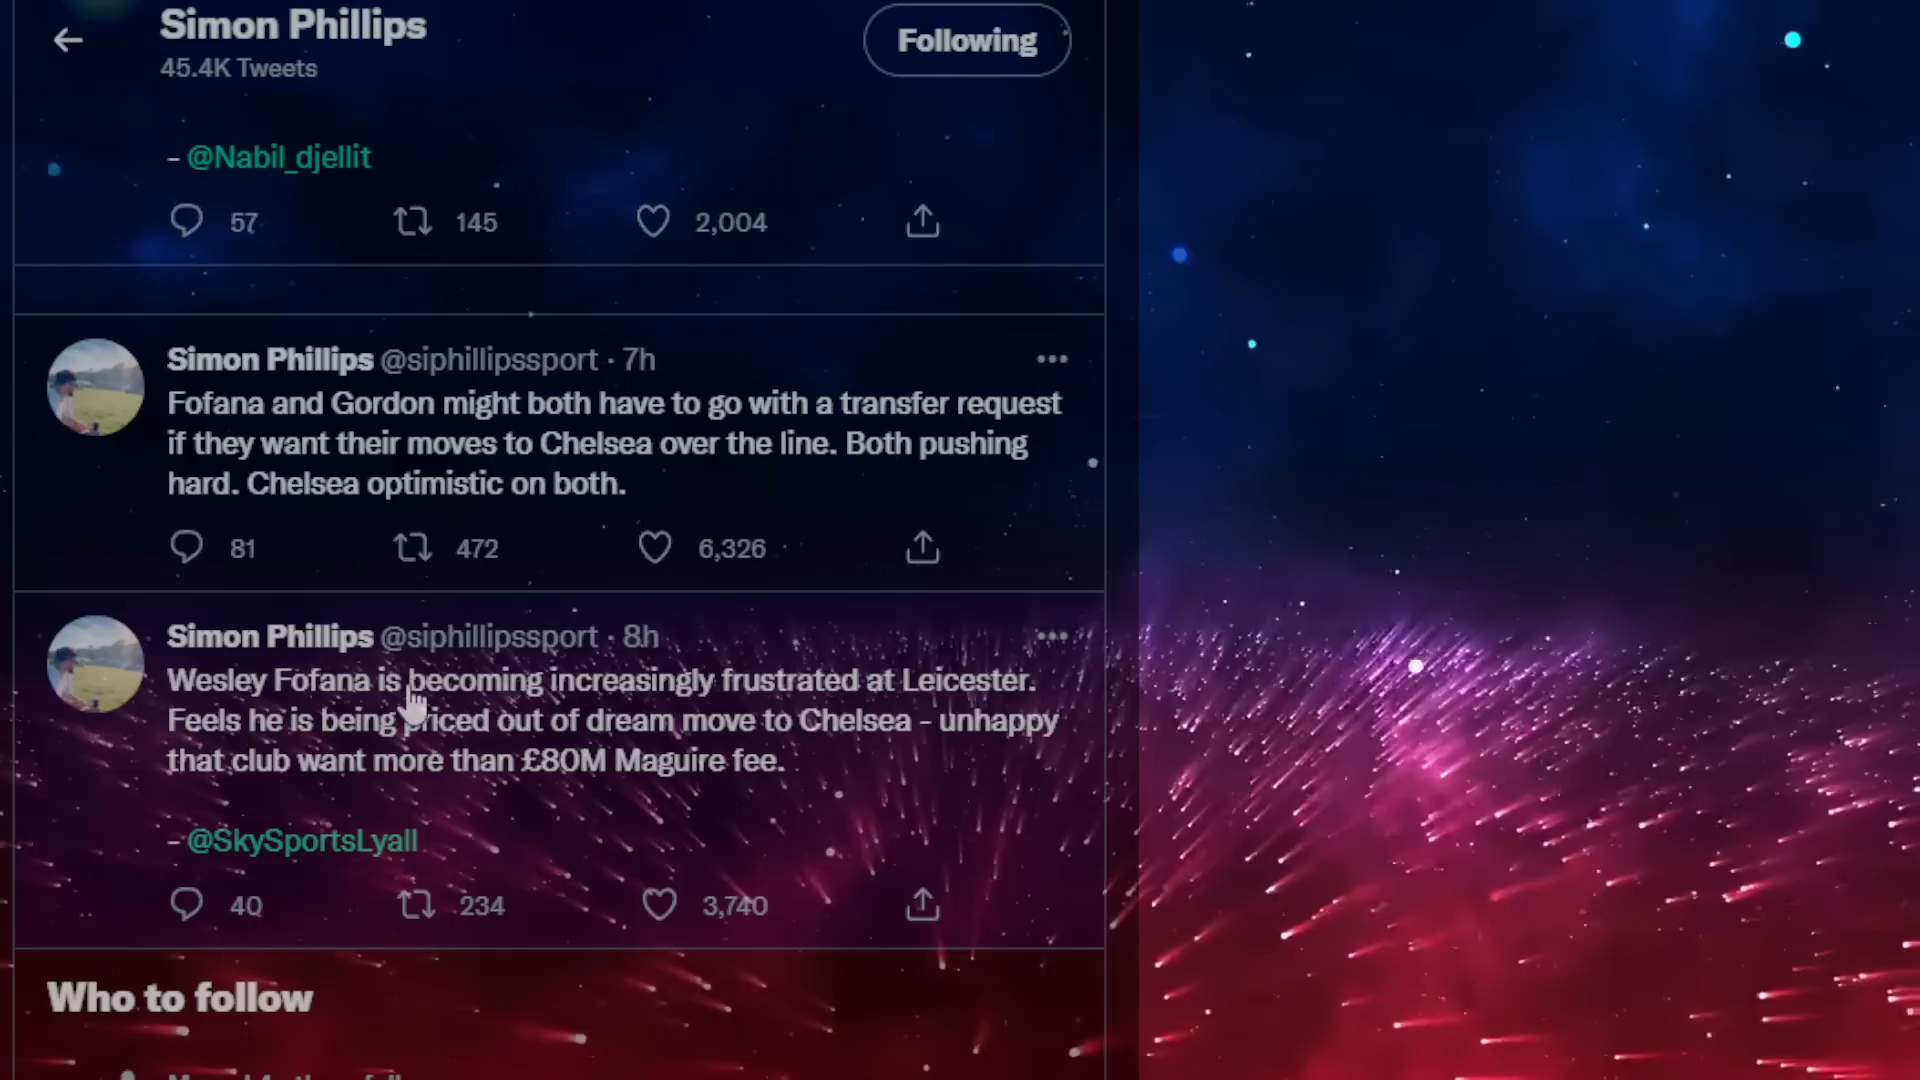 Simon Phillips
45.4K Tweets
Following
- @Nabil_djellit
57 145 2,004
Simon Phillips @siphillipssport · 7h
Fofana and Gordon might both have to go with a transfer request
if they want their moves to Chelsea over the line. Both pushing
hard. Chelsea optimistic on both.
81 472 6,326
Simon Phillips @siphillipssport · 8h
Wesley Fofana is becoming increasingly frustrated at Leicester.
Feels he is being priced out of dream move to Chelsea - unhappy
that club want more than £80M Maguire fee.
- @SkySportsLyall
40 234 3,740
Who to follow